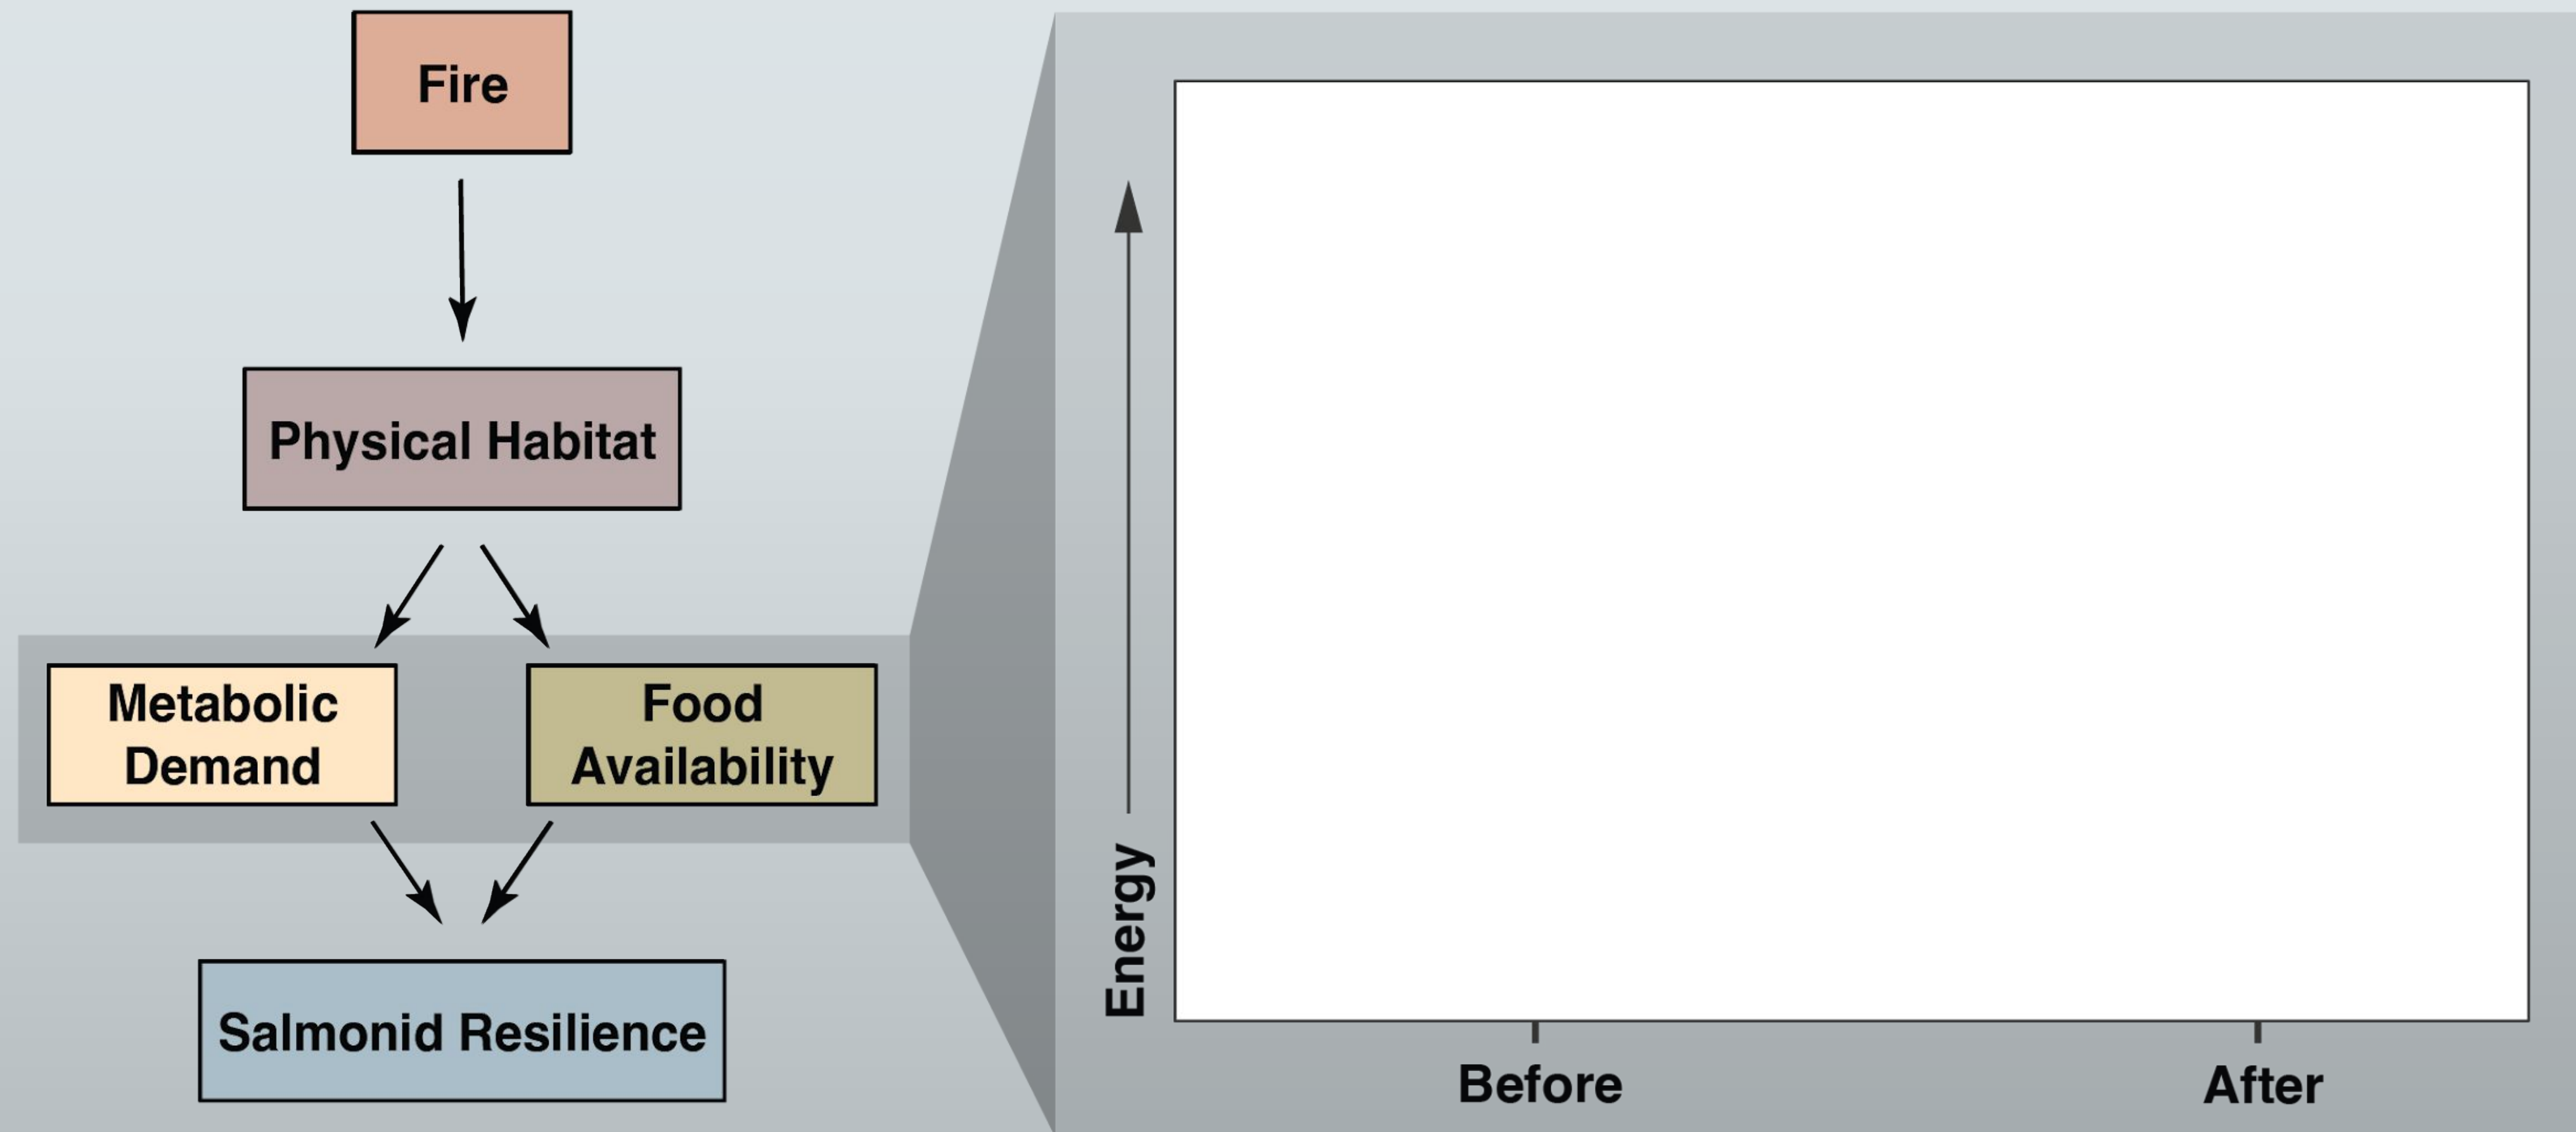 Fire
Physical Habitat
Metabolic
Demand
Food
Availability
Salmonid Resilience
Energy
Before
After